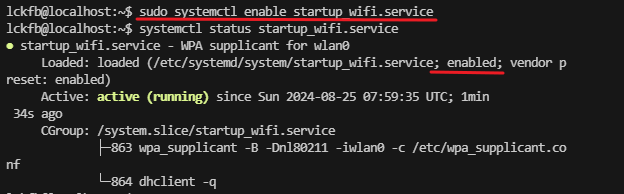 lckfb@localhost:~$ sudo systemctl enable startup_wifi.service
lckfb@localhost:~$ systemctl status startup_wifi.service
● startup_wifi.service - WPA supplicant for wlan0
Loaded: loaded (/etc/systemd/system/startup_wifi.service; enabled; vendor p
reset: enabled)
Active: active (running) since Sun 2024-08-25 07:59:35 UTC; 1min
34s ago
CGroup: /system.slice/startup_wifi.service
├─863 wpa_supplicant -B -Dnl80211 -iwlan0 -c /etc/wpa_supplicant.co
nf
└─864 dhclient -q